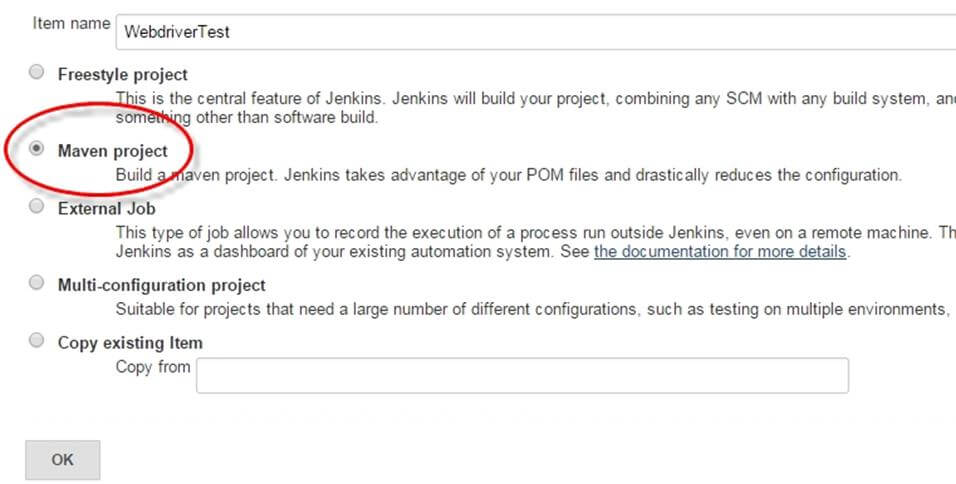 Item name WebdriverTest
Freestyle project
This is the central feature of Jenkins. Jenkins will build your project, combining any SCM with any build system, and
something other than software build.
Maven project
Build a maven project. Jenkins takes advantage of your POM files and drastically reduces the configuration.
External Job
This type of job allows you to record the execution of a process run outside Jenkins, even on a remote machine. Th
Jenkins as a dashboard of your existing automation system. See the documentation for more details.
Multi-configuration project
Suitable for projects that need a large number of different configurations, such as testing on multiple environments,
Copy existing Item
Copy from
OK